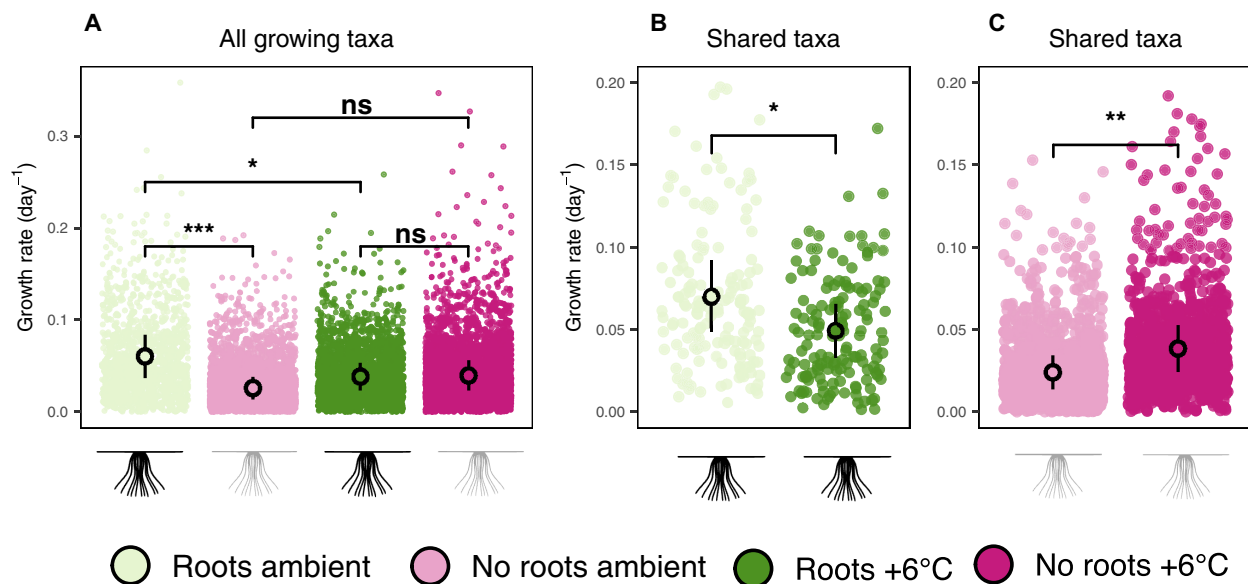 A
All growing taxa
Growth rate (day⁻¹)
0.3
0.2
0.1
0.0
ns
*
***
ns
B
Shared taxa
Growth rate (day⁻¹)
0.20
0.15
0.10
0.05
0.00
*
C
Shared taxa
0.20
0.15
0.10
0.05
0.00
**
Roots ambient No roots ambient Roots +6°C No roots +6°C